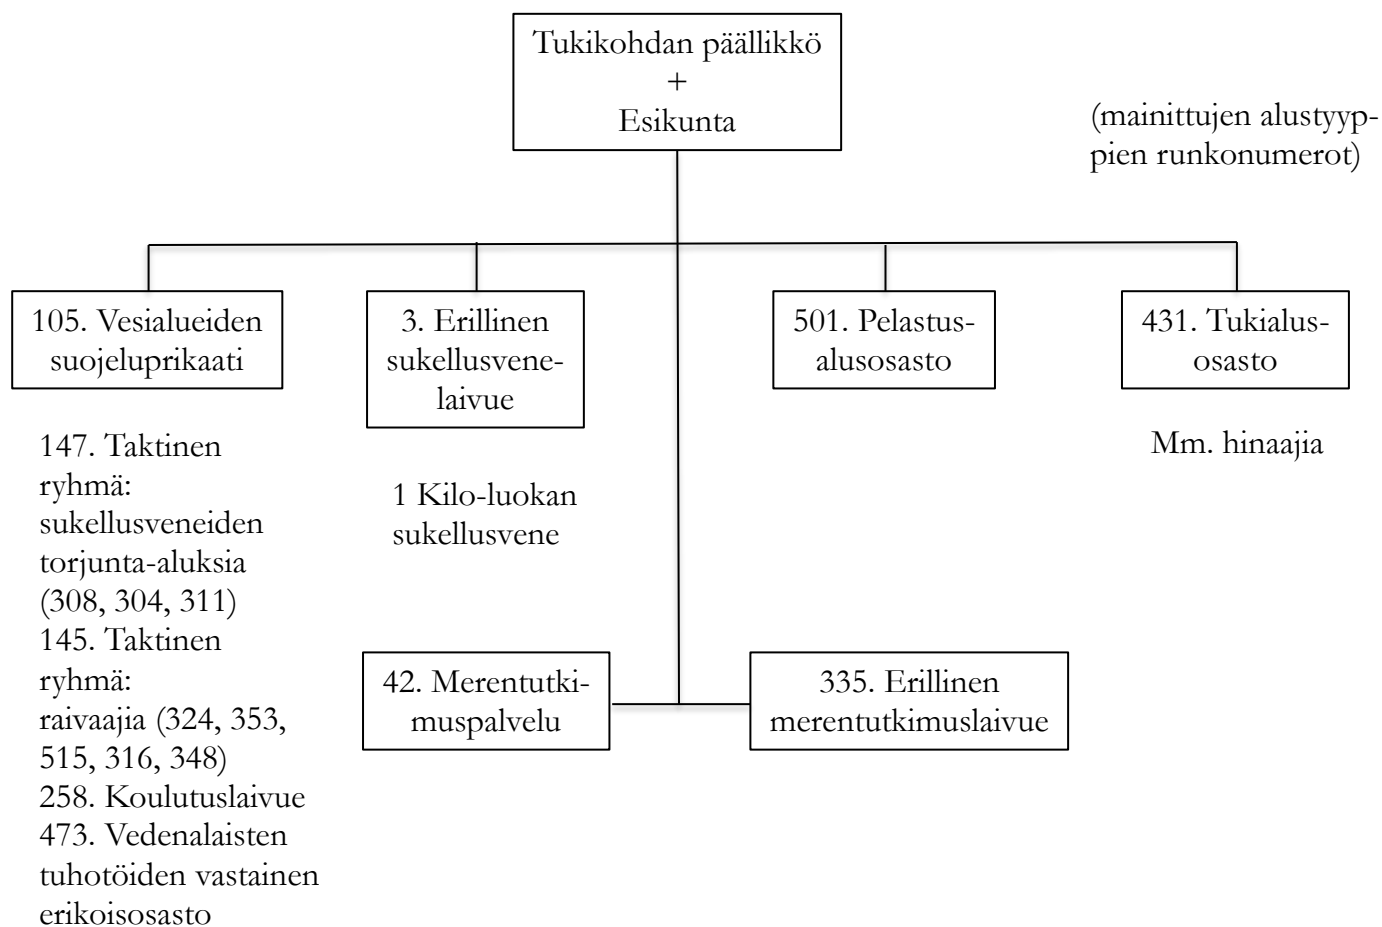 Tukikohdan päällikkö
+
Esikunta
(mainittujen alustyyp-
pien runkonumerot)
105. Vesialueiden
suojeluprikaati
3. Erillinen
sukellusvene-
laivue
501. Pelastus-
alusosasto
431. Tukialus-
osasto
147. Taktinen
ryhmä:
sukellusveneiden
torjunta-aluksia
(308, 304, 311)
145. Taktinen
ryhmä:
raivaajia (324, 353,
515, 316, 348)
258. Koulutuslaivue
473. Vedenalaisten
tuhotöiden vastainen
erikoisosasto
1 Kilo-luokan
sukellusvene
Mm. hinaajia
42. Merentutki-
muspalvelu
335. Erillinen
merentutkimuslaivue